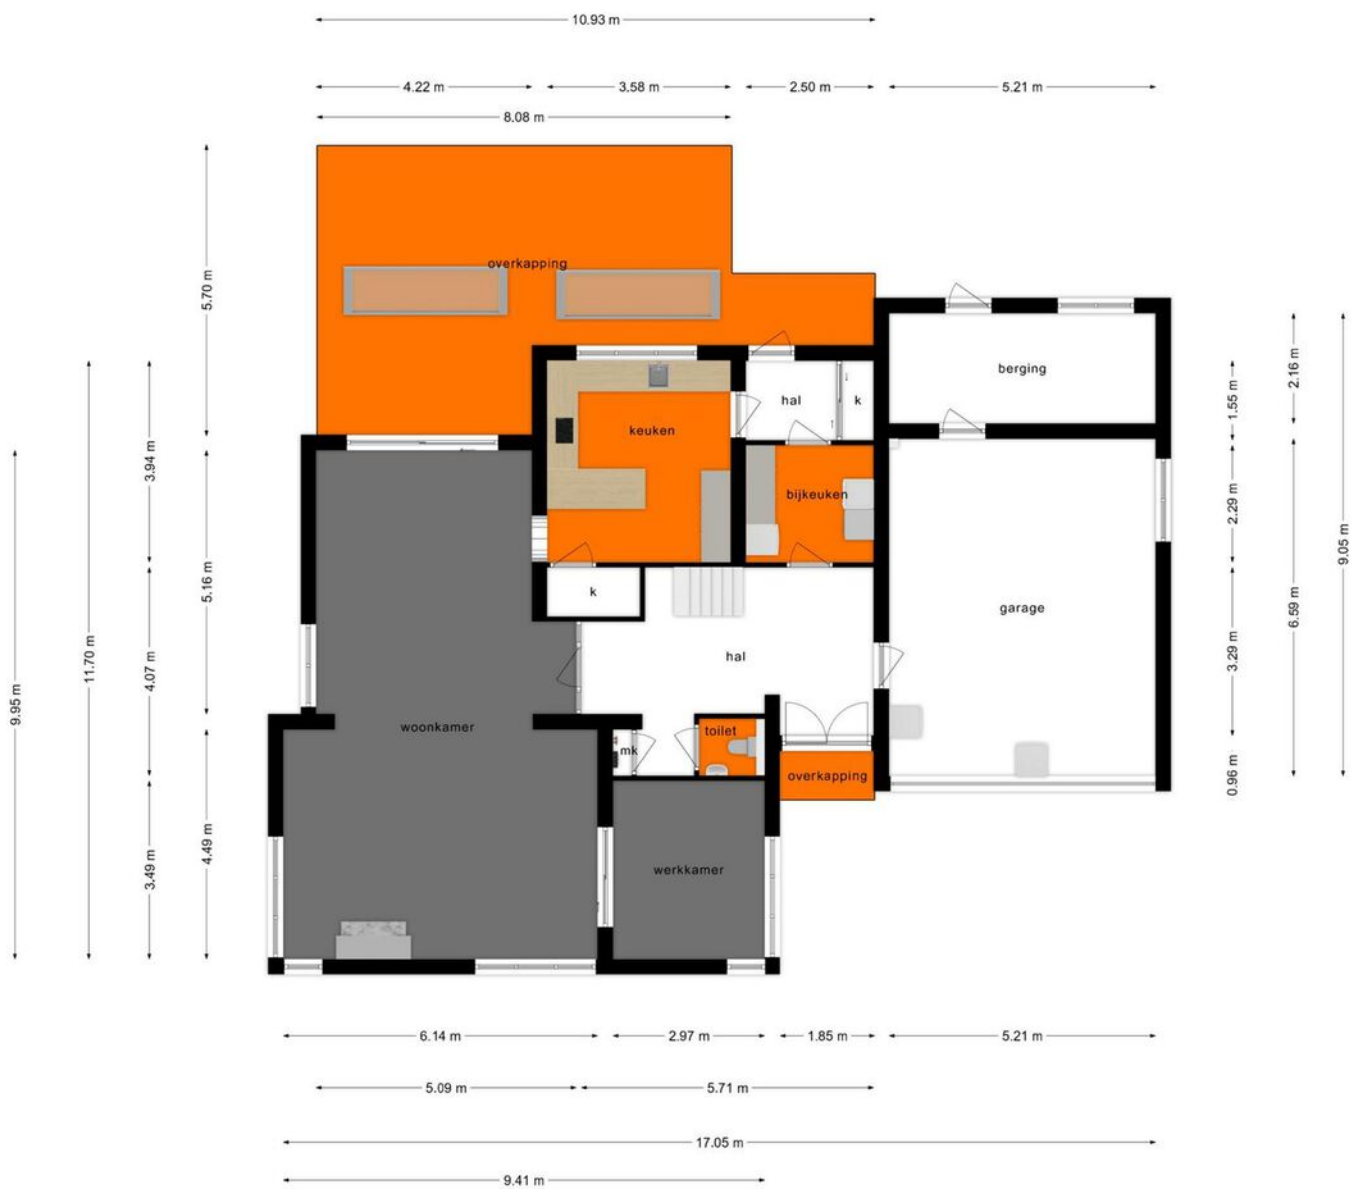 10.93 m
4.22 m 3.58 m 2.50 m 5.21 m
8.08 m
overkapping
5.70 m
berging
2.16 m
hal
k
1.55 m
keuken
3.94 m
bijkeuken
2.29 m
9.05 m
5.16 m
k
garage
6.59 m
11.70 m
4.07 m
hal
3.29 m
9.95 m
woonkamer
toilet
mk
overkapping
0.96 m
4.49 m
3.49 m
werkkamer
6.14 m 2.97 m 1.85 m 5.21 m
5.09 m 5.71 m
17.05 m
9.41 m